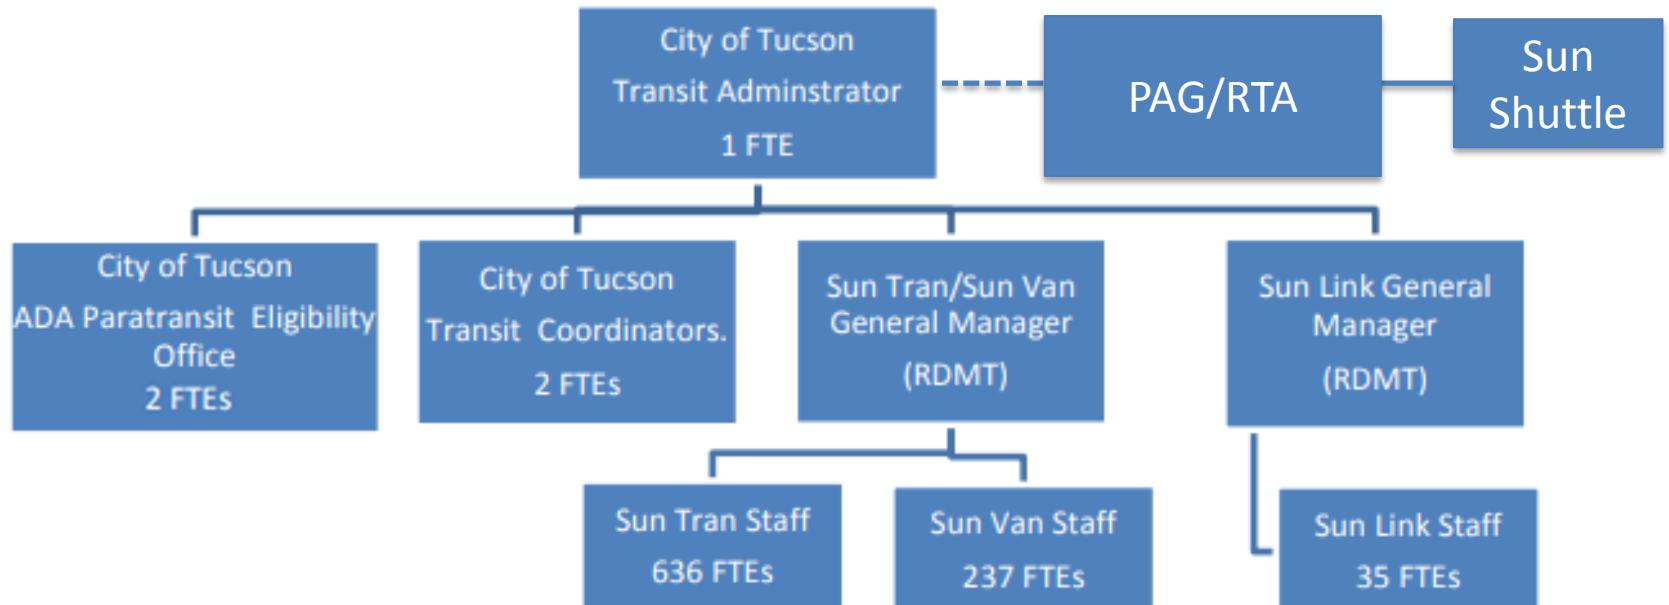 City of Tucson
Transit Adminstrator
1 FTE
PAG/RTA
Sun
Shuttle
City of Tucson
ADA Paratransit Eligibility
Office
2 FTEs
City of Tucson
Transit Coordinators.
2 FTEs
Sun Tran/Sun Van
General Manager
(RDMT)
Sun Link General
Manager
(RDMT)
Sun Tran Staff
636 FTEs
Sun Van Staff
237 FTEs
Sun Link Staff
35 FTEs